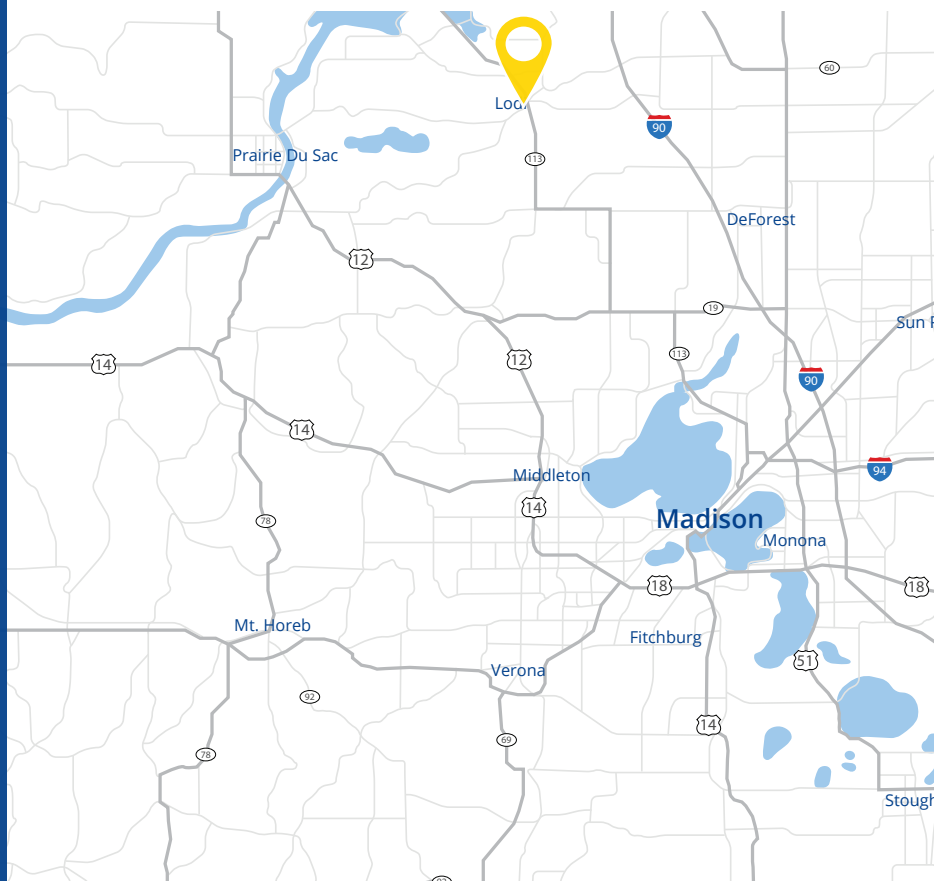 60
Lodi
90
113
Prairie Du Sac
DeForest
12
19
Sun P
113
12
14
90
14
94
Middleton
14
78
Madison
Monona
18
18
Mt. Horeb
Fitchburg
51
Verona
92
14
69
78
Stough